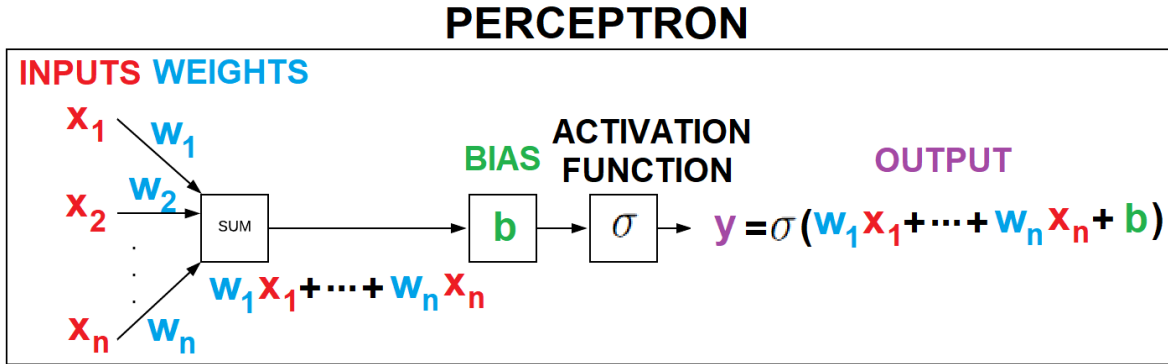 PERCEPTRON
INPUTS WEIGHTS
x₁ w₁
x₂ w₂
.
.
.
xₙ wₙ
SUM
w₁x₁+···+wₙxₙ
BIAS
b
ACTIVATION
FUNCTION
σ
OUTPUT
y=σ(w₁x₁+···+wₙxₙ+b)